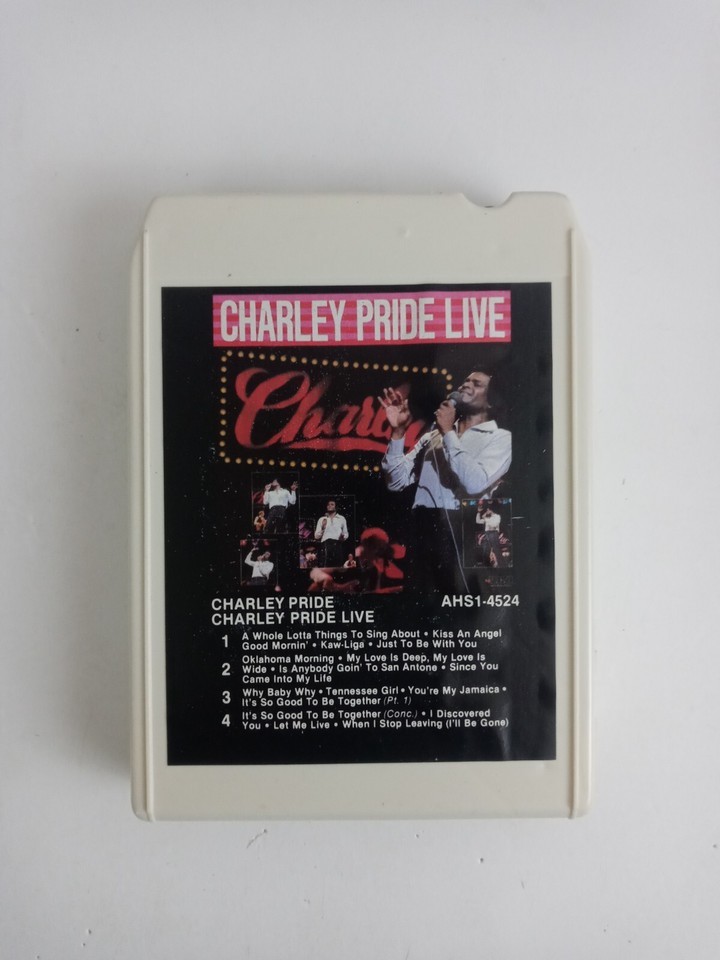 CHARLEY PRIDE LIVE
Charley
CHARLEY PRIDE AHS1-4524
CHARLEY PRIDE LIVE
1 A Whole Lotta Things To Sing About • Kiss An Angel
Good Mornin' • Kaw-Liga • Just To Be With You
2 Oklahoma Morning • My Love Is Deep, My Love Is
Wide • Is Anybody Goin' To San Antone • Since You
Came Into My Life
3 Why Baby Why • Tennessee Girl • You're My Jamaica •
It's So Good To Be Together (Pt. 1)
4 It's So Good To Be Together (Conc.) • I Discovered
You • Let Me Live • When I Stop Leaving (I'll Be Gone)